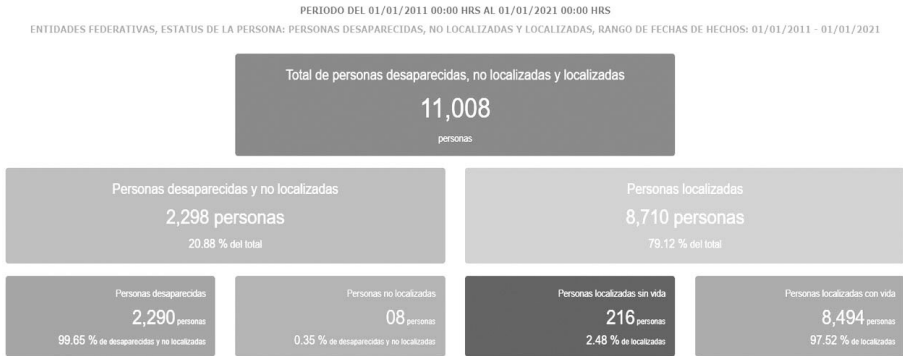 PERIODO DEL 01/01/2011 00:00 HRS AL 01/01/2021 00:00 HRS
ENTIDADES FEDERATIVAS, ESTATUS DE LA PERSONA: PERSONAS DESAPARECIDAS, NO LOCALIZADAS Y LOCALIZADAS, RANGO DE FECHAS DE HECHOS: 01/01/2011 - 01/01/2021
Total de personas desaparecidas, no localizadas y localizadas
11,008
personas
Personas desaparecidas y no localizadas
2,298 personas
20.88 % del total
Personas localizadas
8,710 personas
79.12 % del total
Personas desaparecidas
2,290 personas
99.65 % de desaparecidas y no localizadas
Personas no localizadas
08 personas
0.35 % de desaparecidas y no localizadas
Personas localizadas sin vida
216 personas
2.48 % de localizadas
Personas localizadas con vida
8,494 personas
97.52 % de localizadas